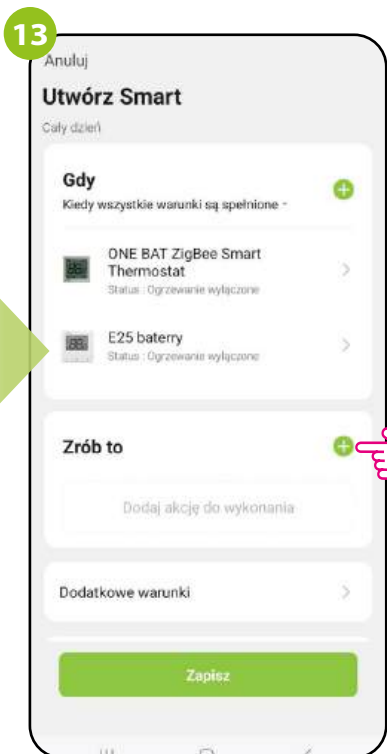 13
Anuluj
Utwórz Smart
Cały dzień
Gdy
Kiedy wszystkie warunki są spełnione -
ONE BAT ZigBee Smart
Thermostat
Status : Ogrzewanie wyłączone
E25 baterry
Status : Ogrzewanie wyłączone
Zrób to
Dodaj akcję do wykonania
Dodatkowe warunki
Zapisz